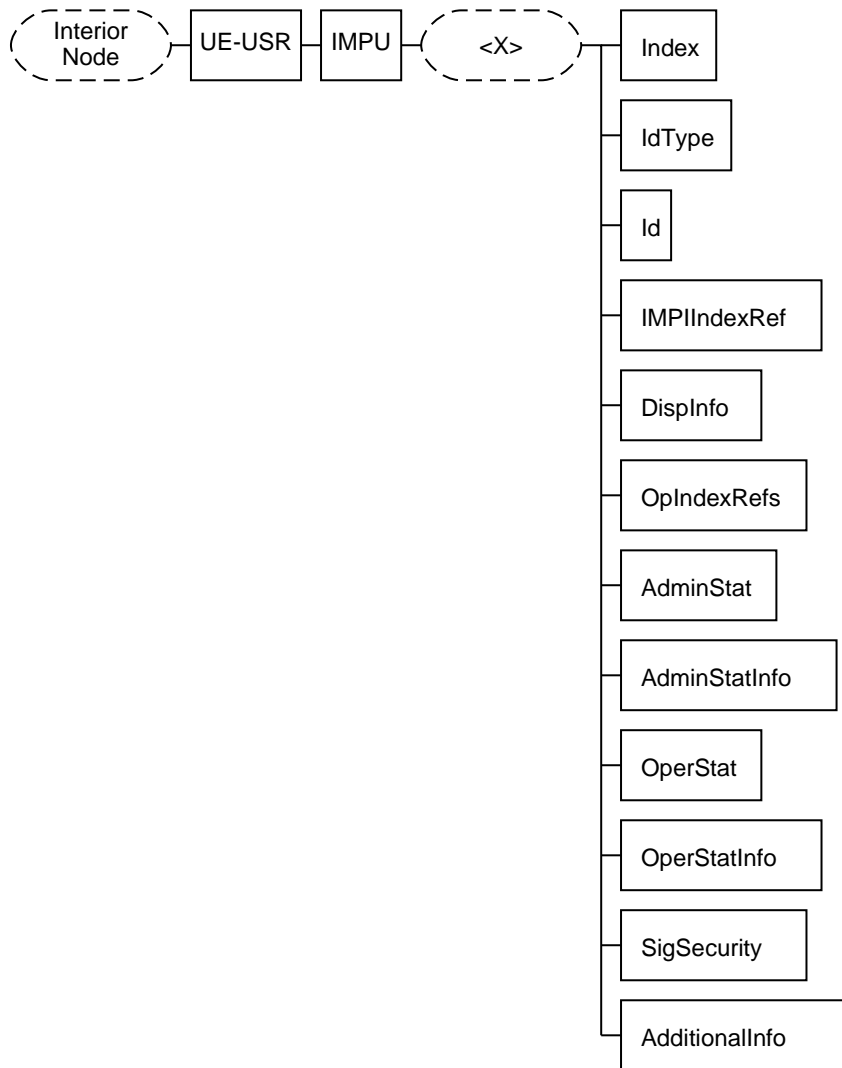 Interior
Node
UE-USR
IMPU
<X>
Index
IdType
Id
IMPIIndexRef
DispInfo
OpIndexRefs
AdminStat
AdminStatInfo
OperStat
OperStatInfo
SigSecurity
AdditionalInfo